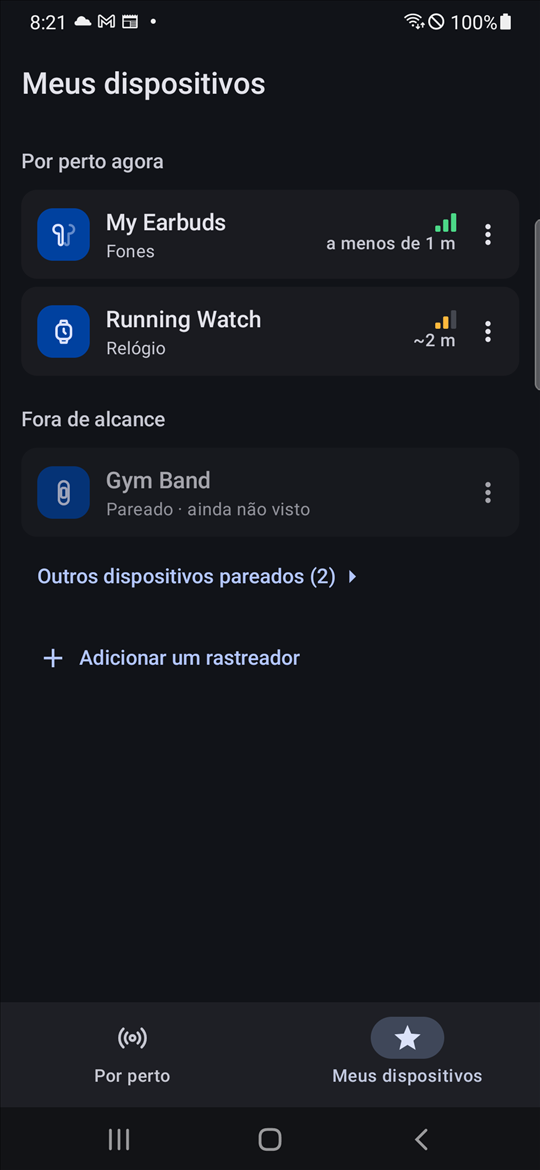 8:21
100%
Meus dispositivos
Por perto agora
My Earbuds
Fones
a menos de 1 m
Running Watch
Relógio
~2 m
Fora de alcance
Gym Band
Pareado · ainda não visto
Outros dispositivos pareados (2)
Adicionar um rastreador
Por perto
Meus dispositivos